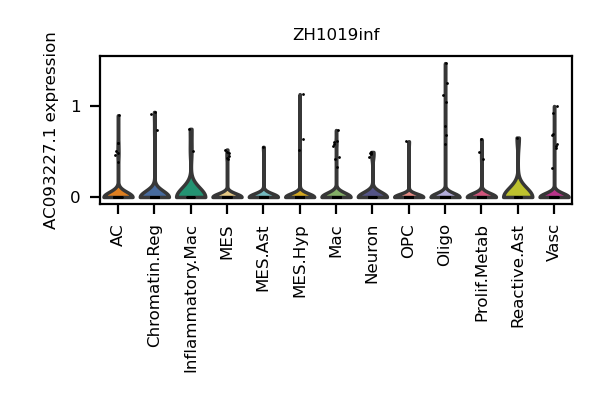 ZH1019inf
AC093227.1 expression
1
0
AC
Chromatin.Reg
Inflammatory.Mac
MES
MES.Ast
MES.Hyp
Mac
Neuron
OPC
Oligo
Prolif.Metab
Reactive.Ast
Vasc